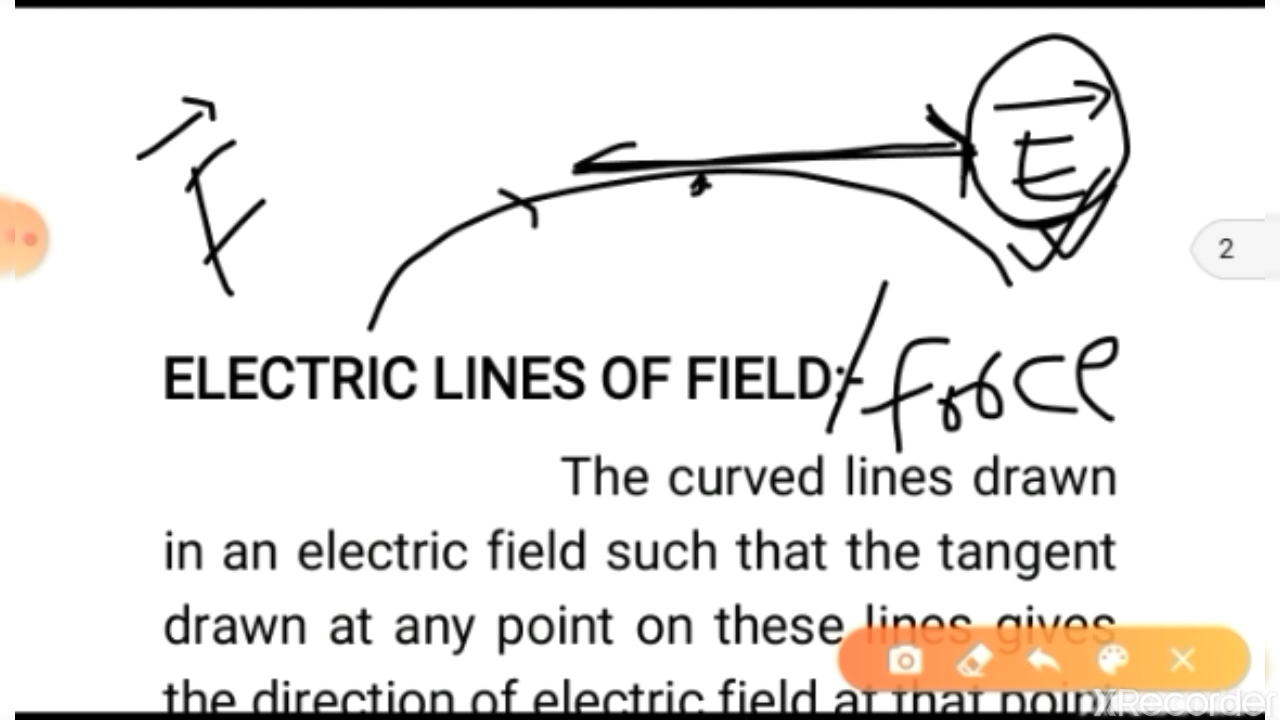 F
E
2
ELECTRIC LINES OF FIELD:- / force
The curved lines drawn
in an electric field such that the tangent
drawn at any point on these lines gives
the direction of electric field at that point
XRecorder